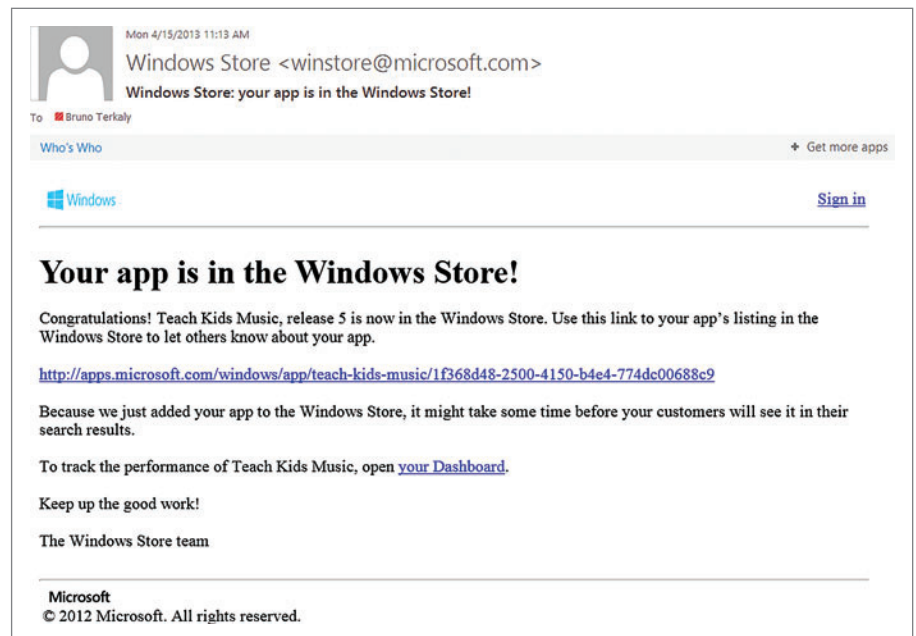 Mon 4/15/2013 11:13 AM
Windows Store <winstore@microsoft.com>
Windows Store: your app is in the Windows Store!
To Bruno Terkaly
Who's Who + Get more apps
Windows Sign in
Your app is in the Windows Store!
Congratulations! Teach Kids Music, release 5 is now in the Windows Store. Use this link to your app's listing in the
Windows Store to let others know about your app.
http://apps.microsoft.com/windows/app/teach-kids-music/1f368d48-2500-4150-b4e4-774dc00688c9
Because we just added your app to the Windows Store, it might take some time before your customers will see it in their
search results.
To track the performance of Teach Kids Music, open your Dashboard.
Keep up the good work!
The Windows Store team
Microsoft
© 2012 Microsoft. All rights reserved.